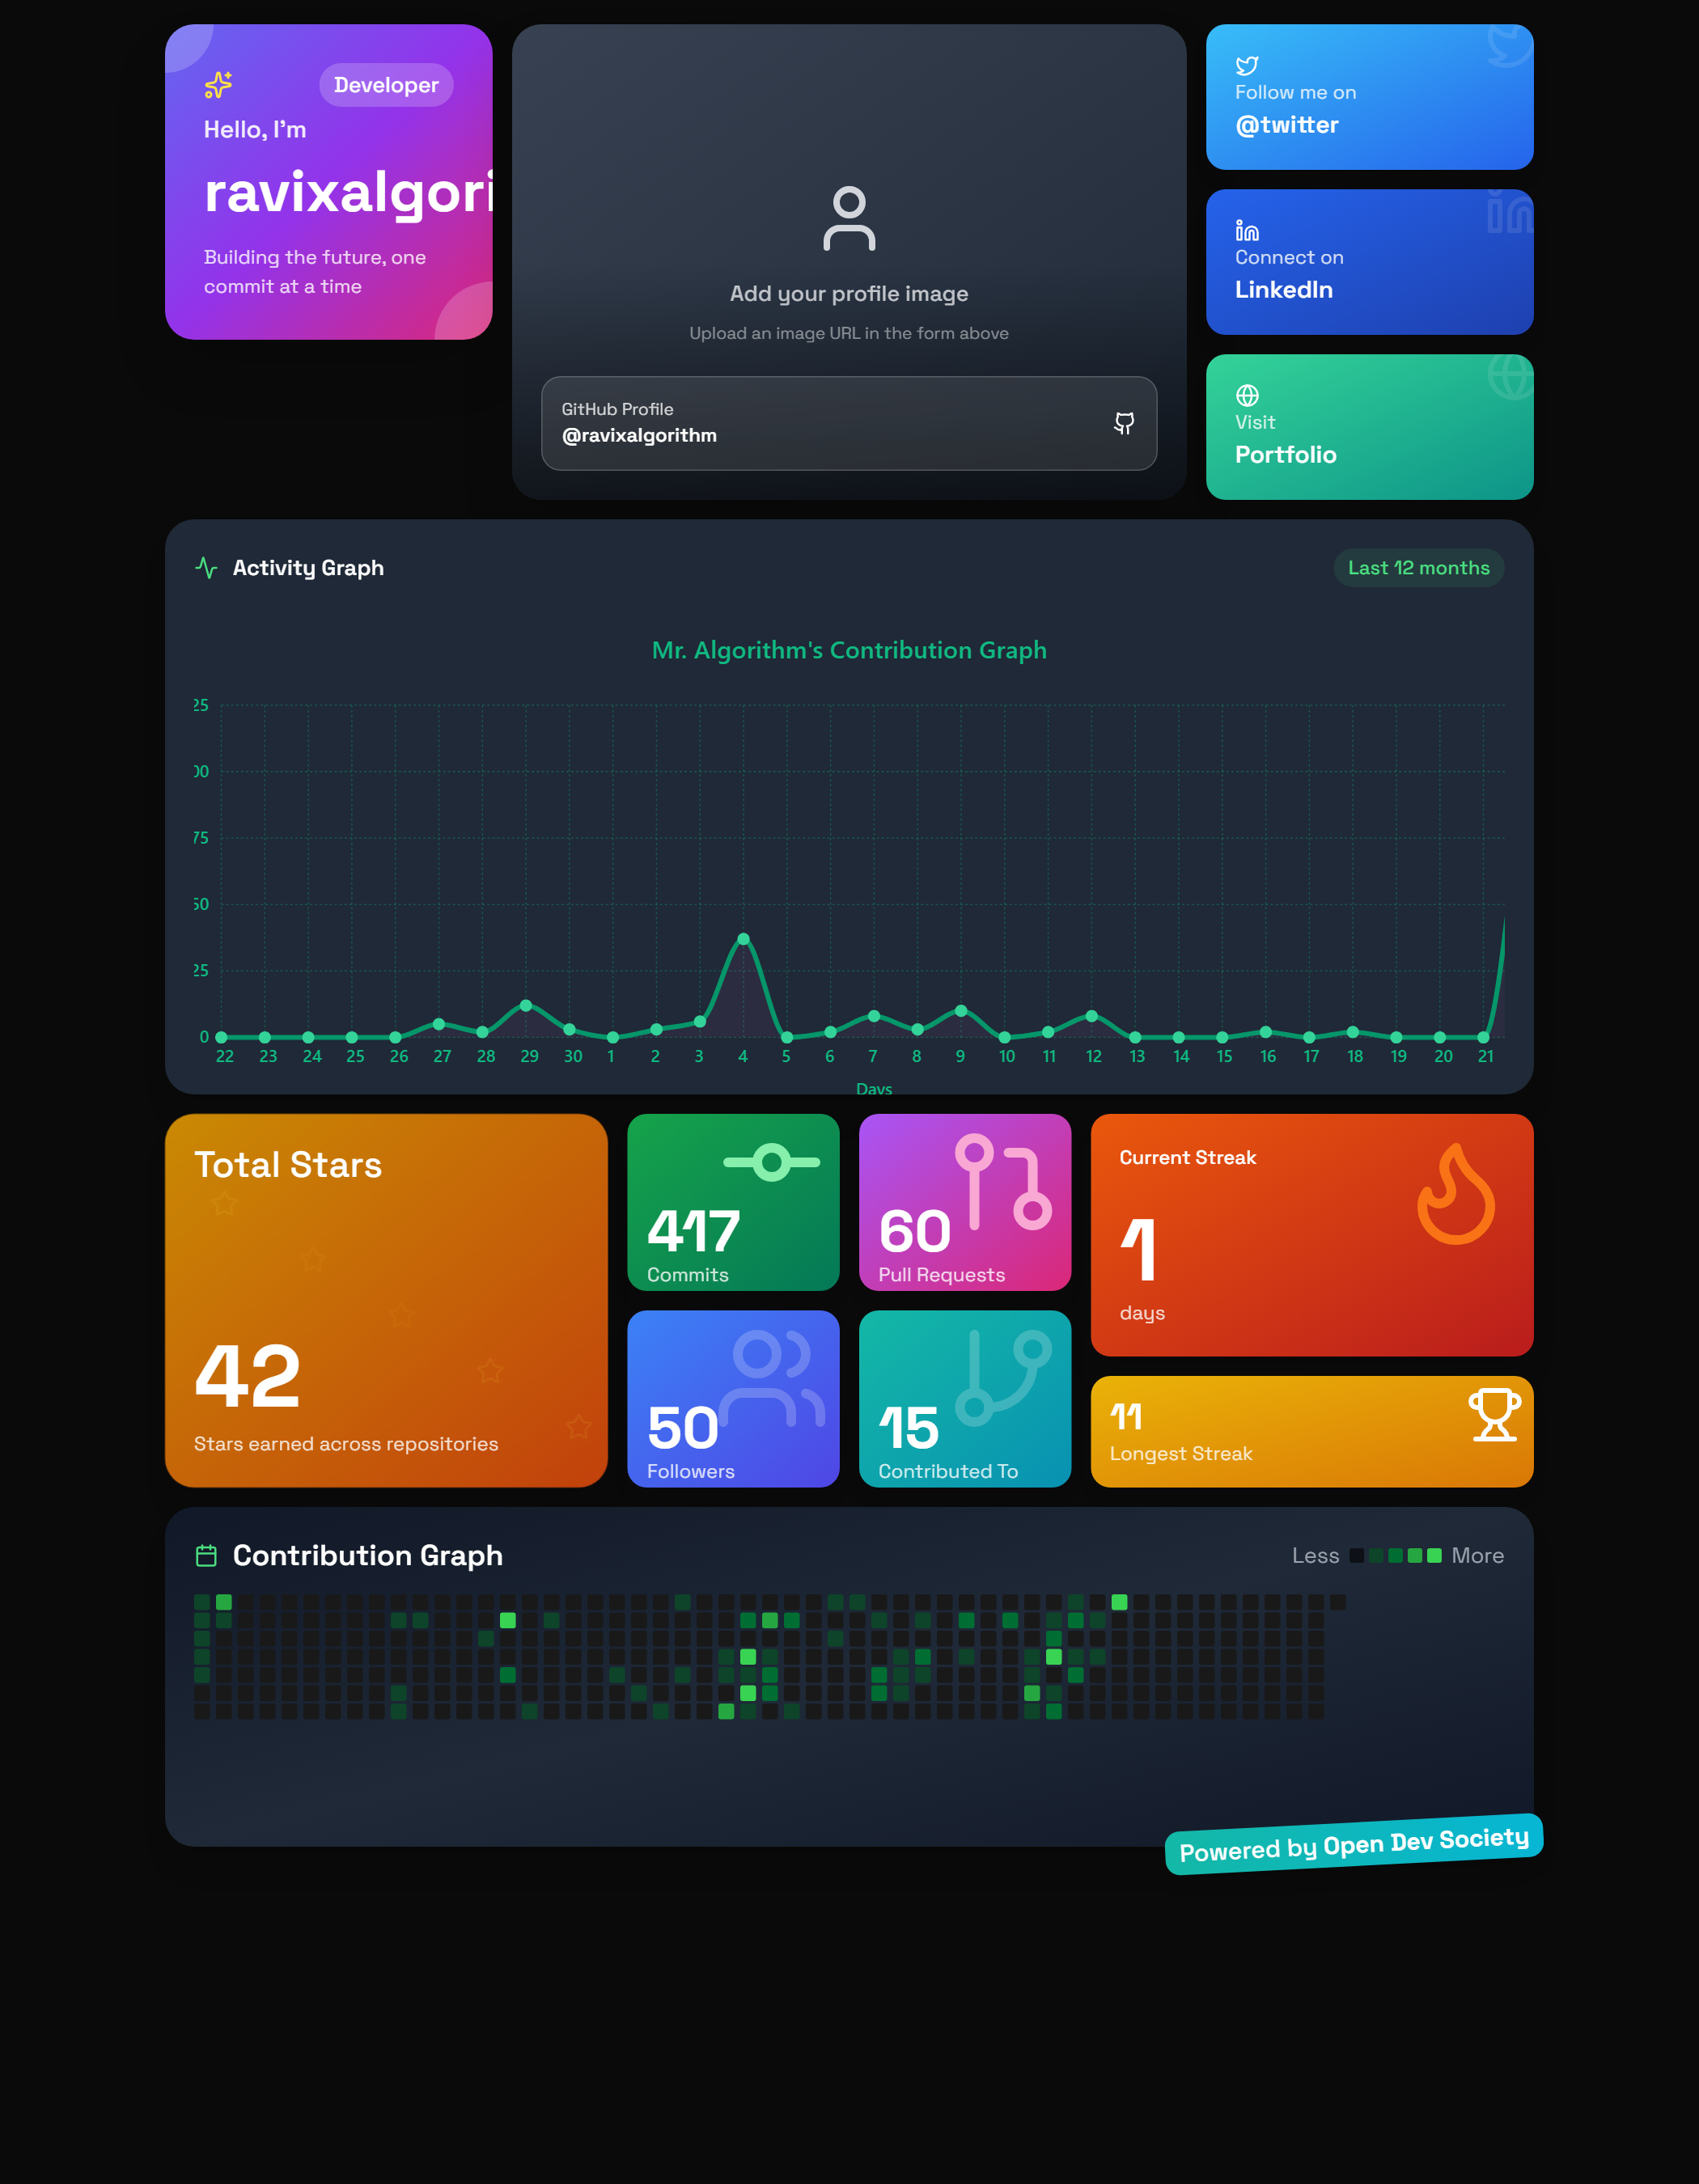 Developer
Hello, I'm
ravixalgori
Building the future, one
commit at a time
Add your profile image
Upload an image URL in the form above
GitHub Profile
@ravixalgorithm
Follow me on
@twitter
Connect on
LinkedIn
Visit
Portfolio
Activity Graph
Last 12 months
Mr. Algorithm's Contribution Graph
25
00
75
50
25
0
22 23 24 25 26 27 28 29 30 1 2 3 4 5 6 7 8 9 10 11 12 13 14 15 16 17 18 19 20 21
Days
Total Stars
42
Stars earned across repositories
417
Commits
60
Pull Requests
50
Followers
15
Contributed To
Current Streak
1
days
11
Longest Streak
Contribution Graph
Less More
Powered by Open Dev Society